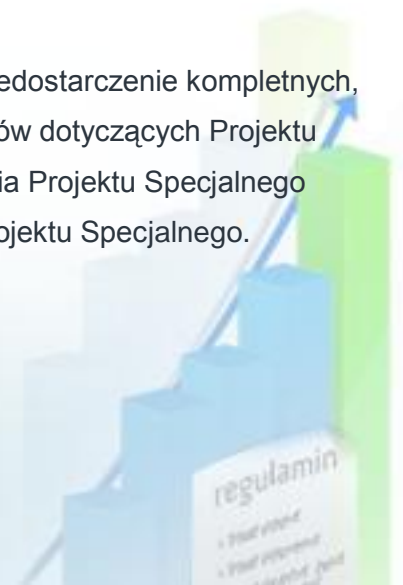 edostarczenie kompletnych,
ów dotyczących Projektu
ia Projektu Specjalnego
ojektu Specjalnego.
regulamin